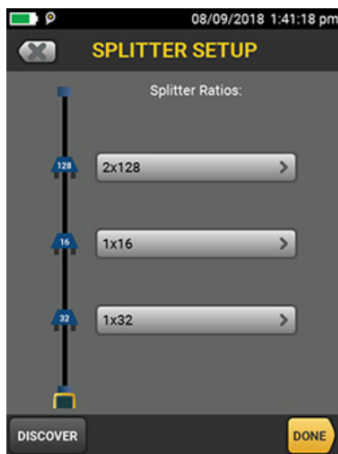 08/09/2018 1:41:18 pm
SPLITTER SETUP
Splitter Ratios:
128
2x128
16
1x16
32
1x32
DISCOVER
DONE